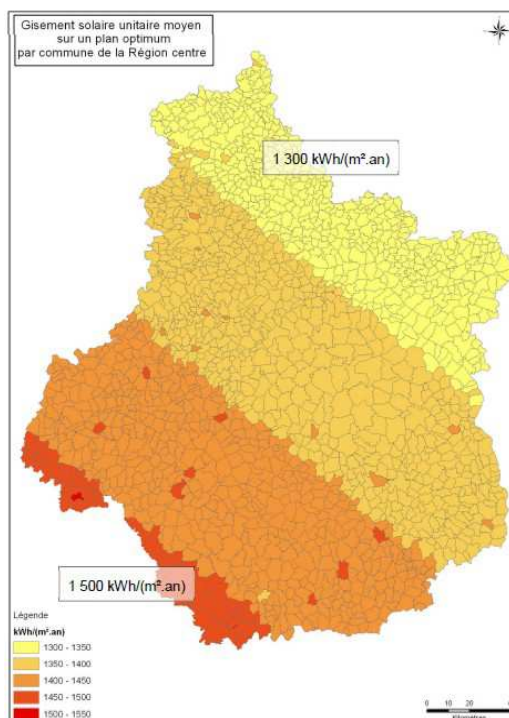 Gisement solaire unitaire moyen
sur un plan optimum
par commune de la Région centre
1 300 kWh/(m².an)
1 500 kWh/(m².an)
Légende
kWh/(m².an)
1300 - 1350
1350 - 1400
1400 - 1450
1450 - 1500
1500 - 1550
0 10 20